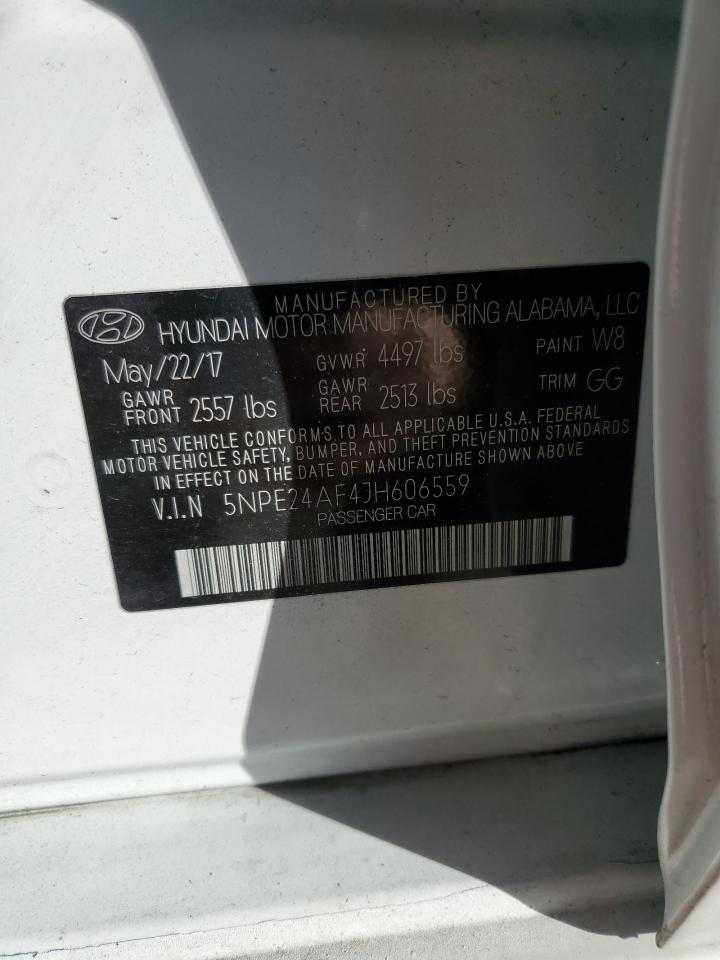 MANUFACTURED BY
HYUNDAI MOTOR MANUFACTURING ALABAMA, LLC
May/22/17 GVWR 4497 lbs PAINT W8
GAWR FRONT 2557 lbs GAWR REAR 2513 lbs TRIM GG
THIS VEHICLE CONFORMS TO ALL APPLICABLE U.S.A. FEDERAL
MOTOR VEHICLE SAFETY, BUMPER, AND THEFT PREVENTION STANDARDS
IN EFFECT ON THE DATE OF MANUFACTURE SHOWN ABOVE
V.I.N 5NPE24AF4JH606559
PASSENGER CAR